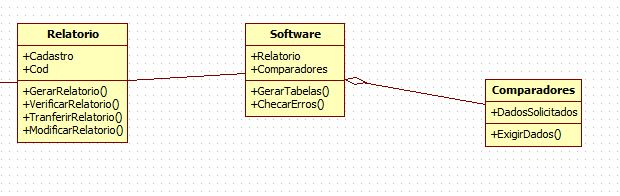 Relatorio
+Cadastro
+Cod
+GerarRelatorio()
+VerificarRelatorio()
+TranferirRelatorio()
+ModificarRelatorio()
Software
+Relatorio
+Comparadores
+GerarTabelas()
+ChecarErros()
Comparadores
+DadosSolicitados
+ExigirDados()